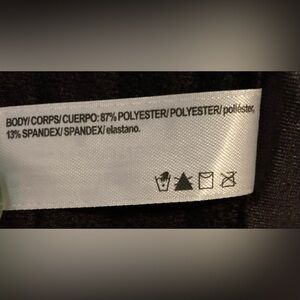 BODY/ CORPS/ CUERPO: 87% POLYESTER/ POLYESTER/ poliéster,
13% SPANDEX/ SPANDEX/ elastano.